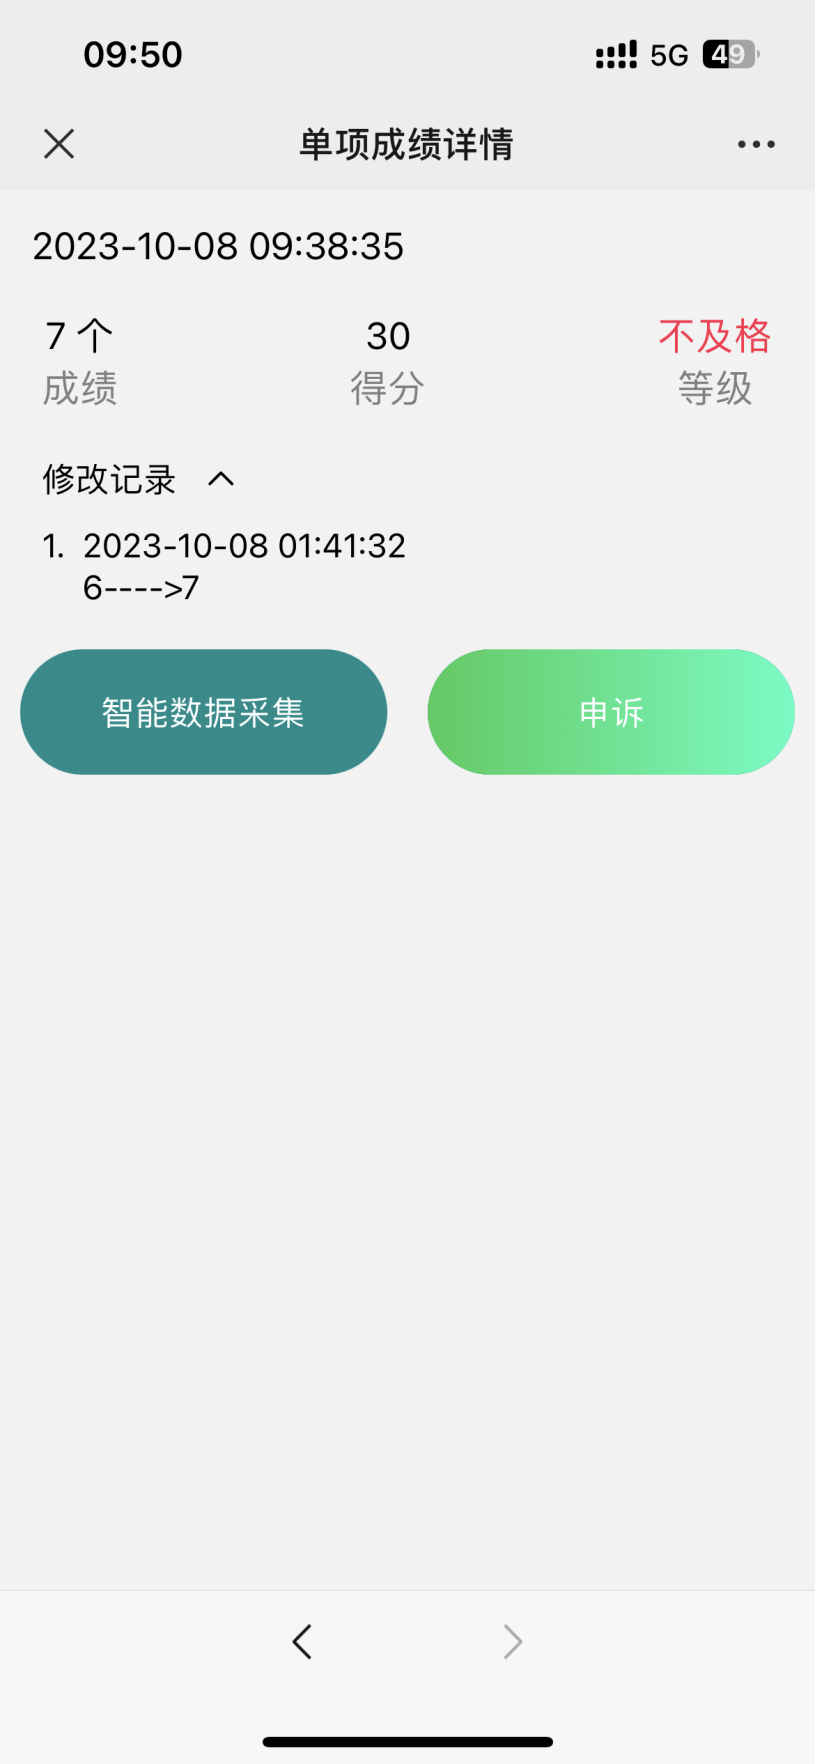 09:50 5G 49
单项成绩详情
2023-10-08 09:38:35
7 个 30 不及格
成绩 得分 等级
修改记录
1. 2023-10-08 01:41:32
6---->7
智能数据采集 申诉